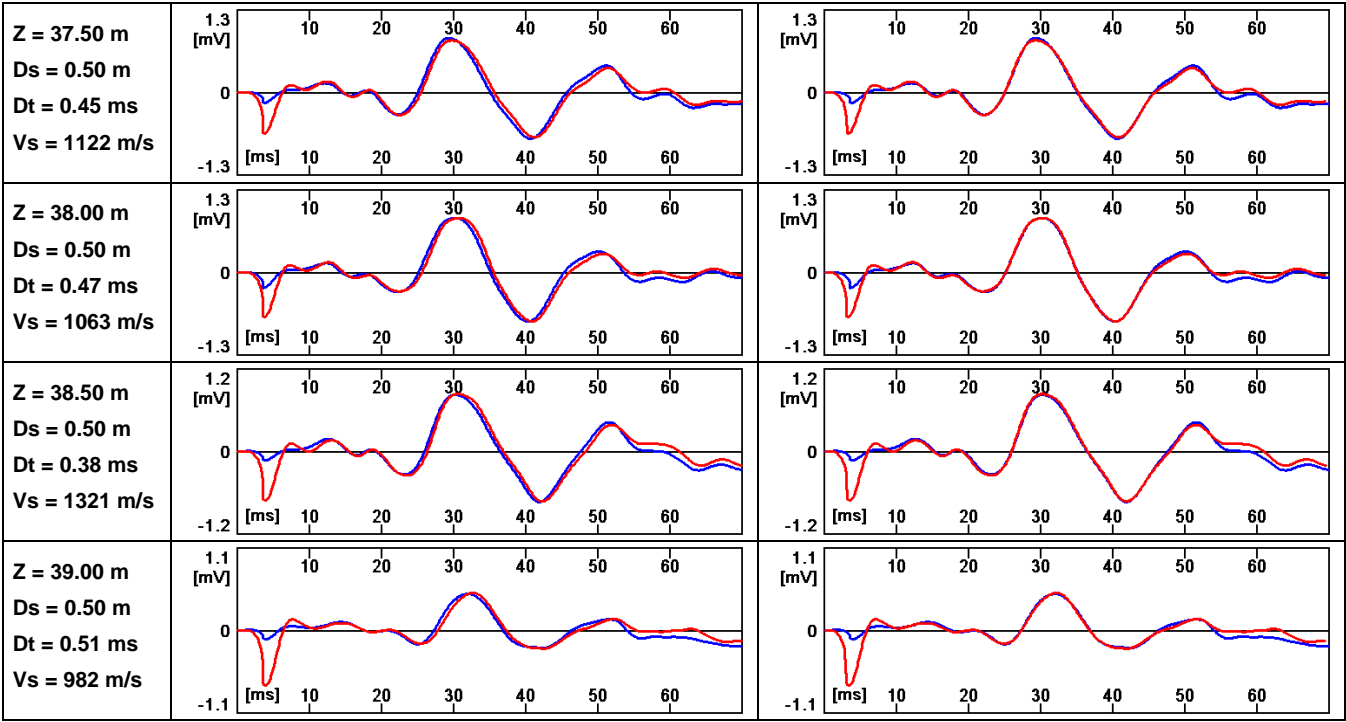 Z = 37.50 m
Ds = 0.50 m
Dt = 0.45 ms
Vs = 1122 m/s
1.3 10 20 30 40 50 60
[mV]
0
-1.3 [ms] 10 20 30 40 50 60
1.3 10 20 30 40 50 60
[mV]
0
-1.3 [ms] 10 20 30 40 50 60
Z = 38.00 m
Ds = 0.50 m
Dt = 0.47 ms
Vs = 1063 m/s
1.3 10 20 30 40 50 60
[mV]
0
-1.3 [ms] 10 20 30 40 50 60
1.3 10 20 30 40 50 60
[mV]
0
-1.3 [ms] 10 20 30 40 50 60
Z = 38.50 m
Ds = 0.50 m
Dt = 0.38 ms
Vs = 1321 m/s
1.2 10 20 30 40 50 60
[mV]
0
-1.2 [ms] 10 20 30 40 50 60
1.2 10 20 30 40 50 60
[mV]
0
-1.2 [ms] 10 20 30 40 50 60
Z = 39.00 m
Ds = 0.50 m
Dt = 0.51 ms
Vs = 982 m/s
1.1 10 20 30 40 50 60
[mV]
0
-1.1 [ms] 10 20 30 40 50 60
1.1 10 20 30 40 50 60
[mV]
0
-1.1 [ms] 10 20 30 40 50 60